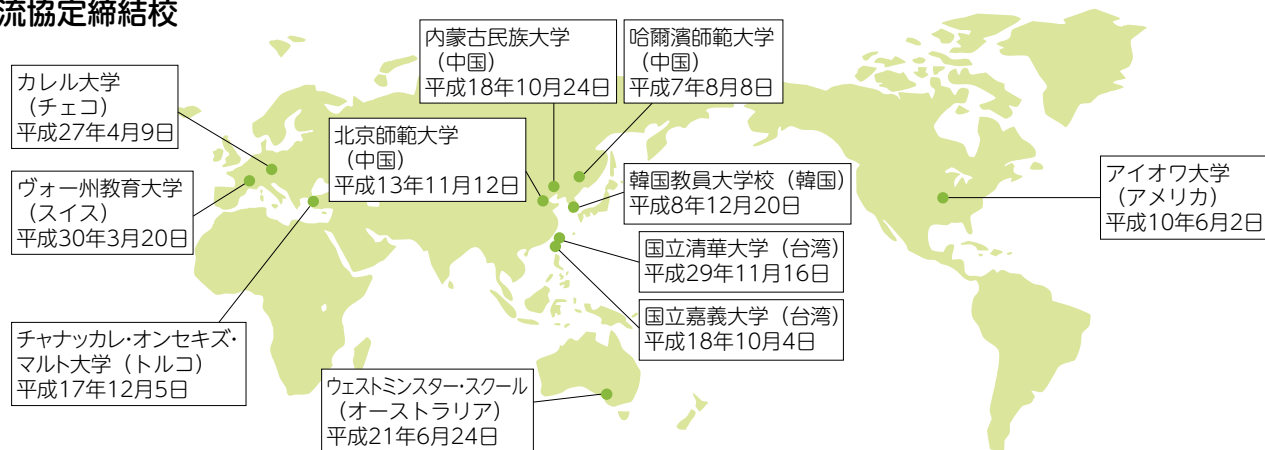 流協定締結校
カレル大学
（チェコ）
平成27年4月9日
ヴォー州教育大学
（スイス）
平成30年3月20日
チャナッカレ・オンセキズ・
マルト大学（トルコ）
平成17年12月5日
内蒙古民族大学
（中国）
平成18年10月24日
哈爾濱師範大学
（中国）
平成7年8月8日
北京師範大学
（中国）
平成13年11月12日
韓国教員大学校（韓国）
平成8年12月20日
国立清華大学（台湾）
平成29年11月16日
国立嘉義大学（台湾）
平成18年10月4日
ウェストミンスター・スクール
（オーストラリア）
平成21年6月24日
アイオワ大学
（アメリカ）
平成10年6月2日